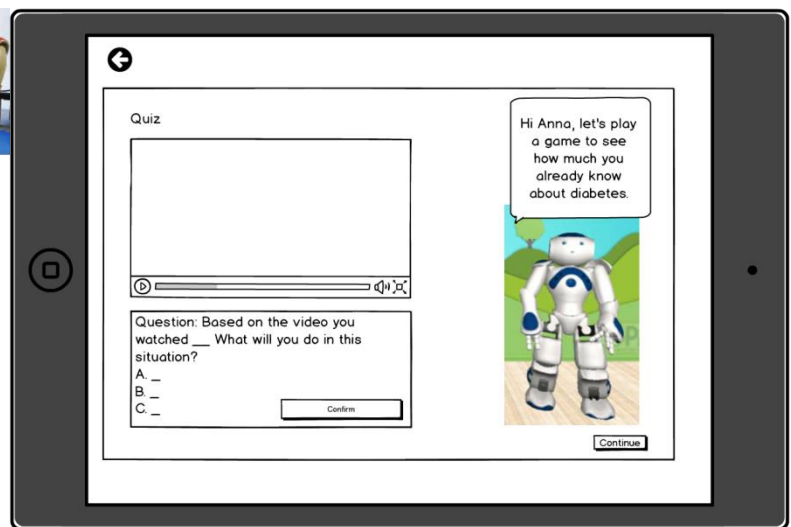 Quiz
Hi Anna, let's play
a game to see
how much you
already know
about diabetes.
Question: Based on the video you
watched __ What will you do in this
situation?
A. _
B. _
C. _
Confirm
Continue